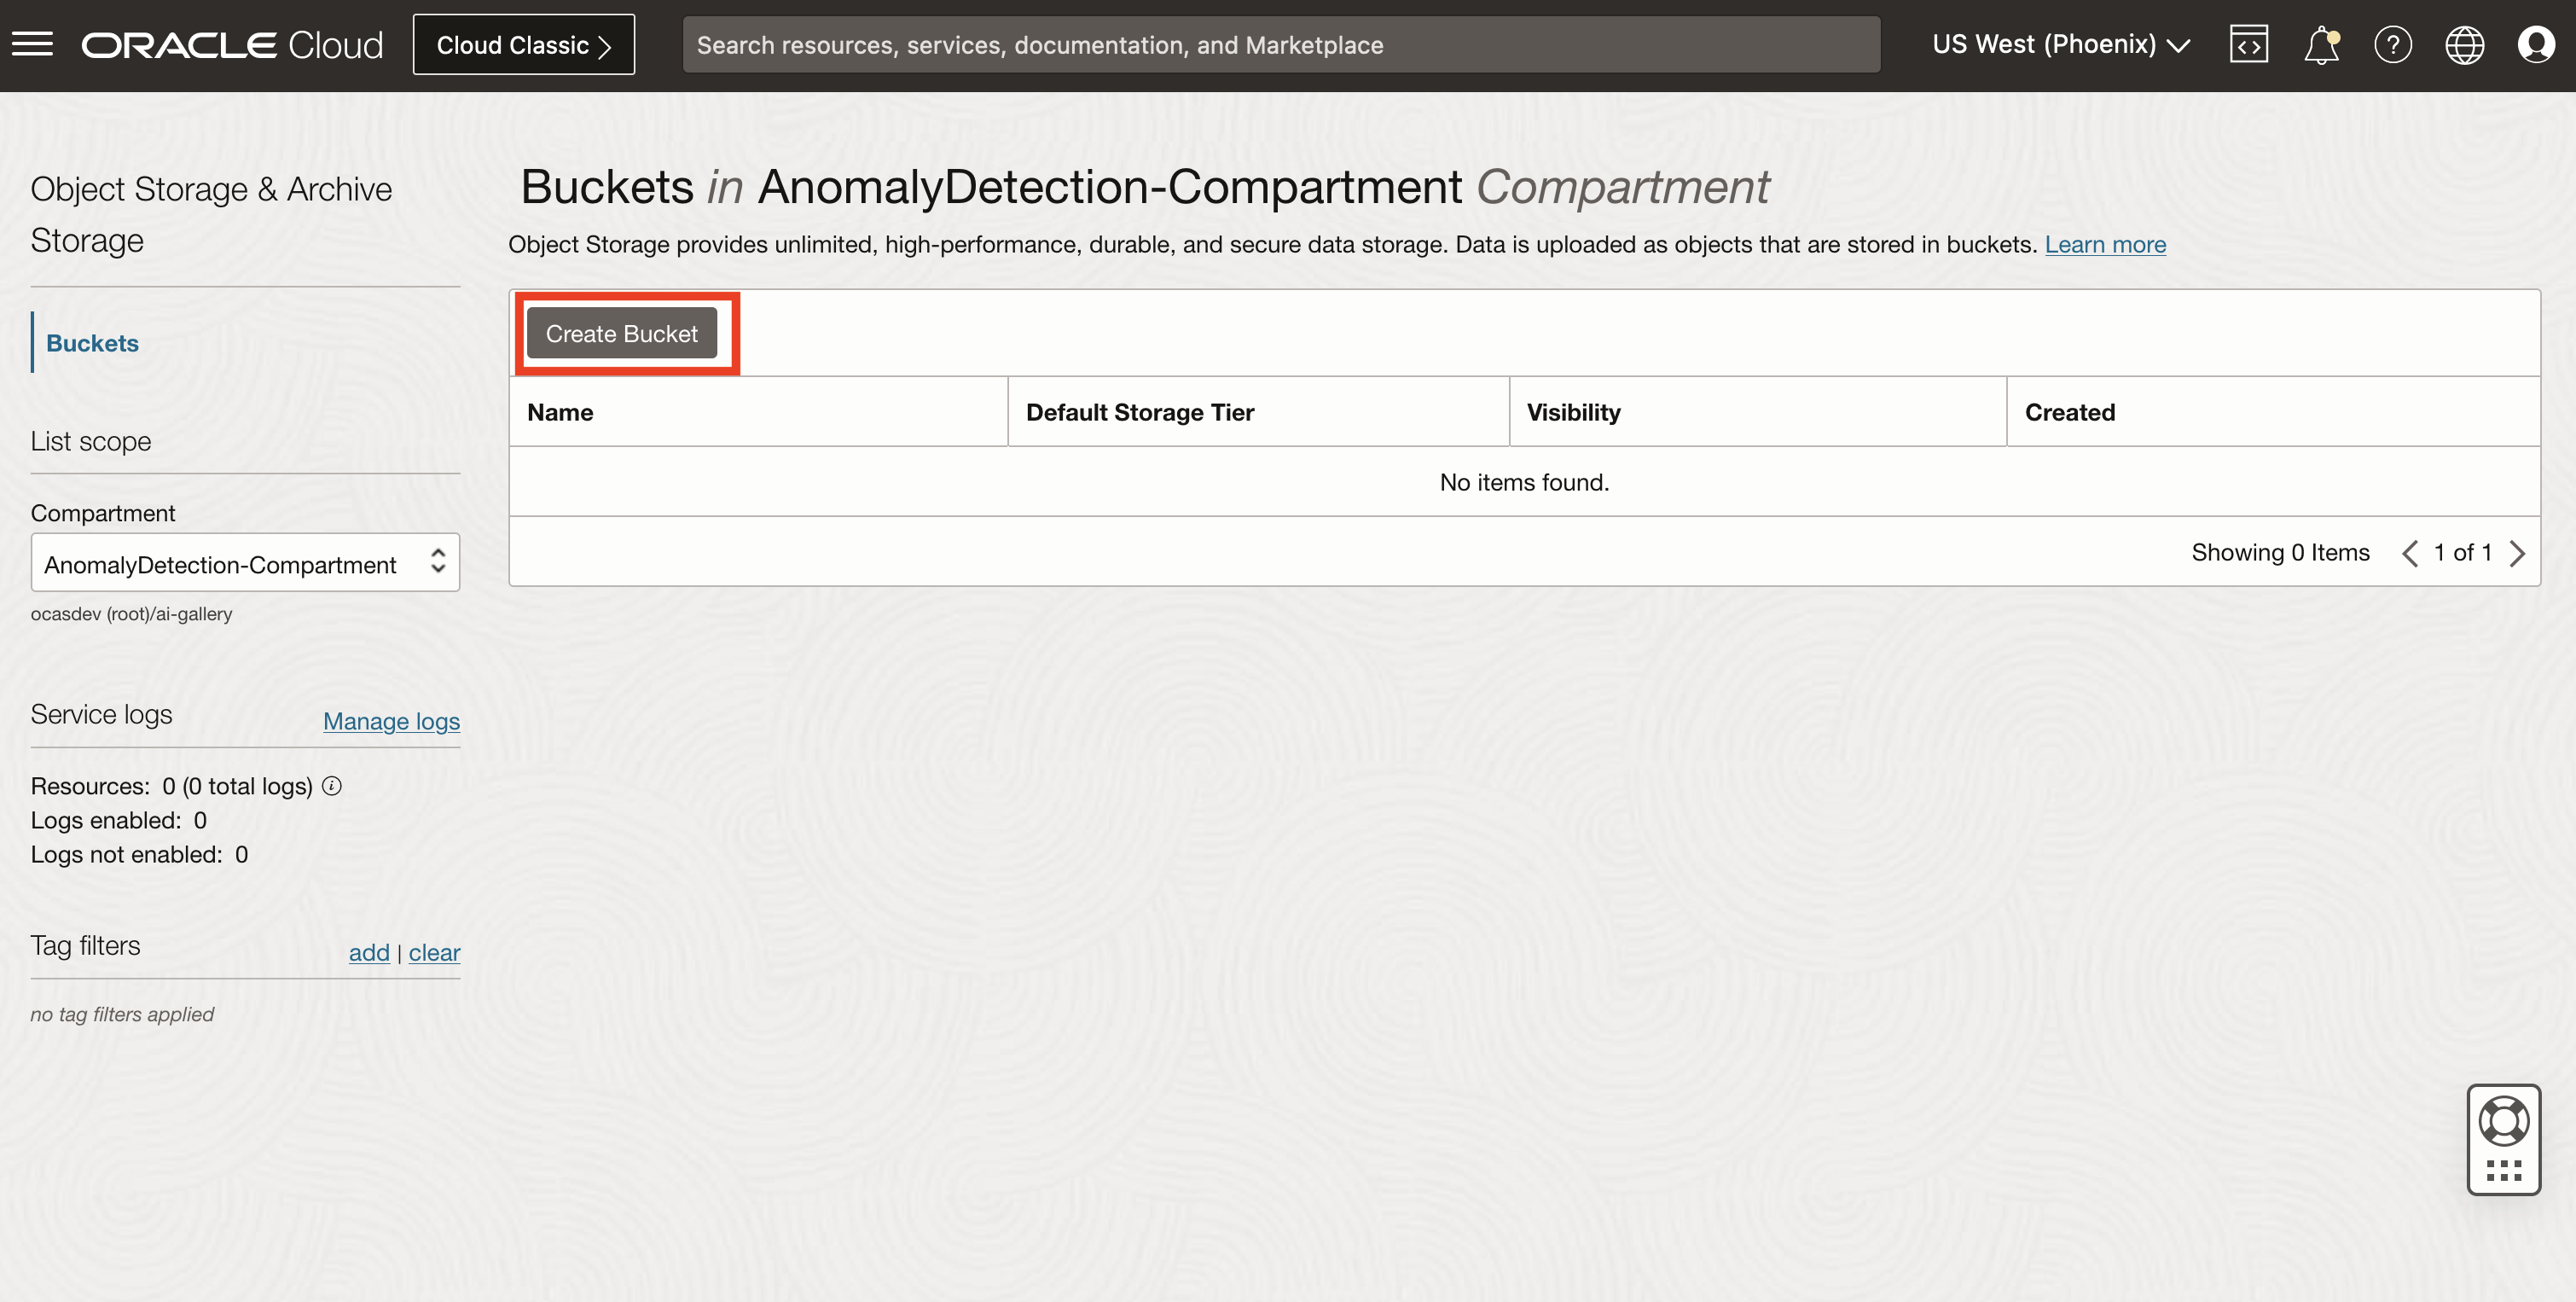 ORACLE Cloud
Cloud Classic
Search resources, services, documentation, and Marketplace
US West (Phoenix)
Object Storage & Archive
Storage
Buckets
List scope
Compartment
AnomalyDetection-Compartment
ocasdev (root)/ai-gallery
Service logs Manage logs
Resources: 0 (0 total logs)
Logs enabled: 0
Logs not enabled: 0
Tag filters add | clear
no tag filters applied
Buckets in AnomalyDetection-Compartment Compartment
Object Storage provides unlimited, high-performance, durable, and secure data storage. Data is uploaded as objects that are stored in buckets. Learn more
Create Bucket
Name Default Storage Tier Visibility Created
No items found.
Showing 0 Items 1 of 1